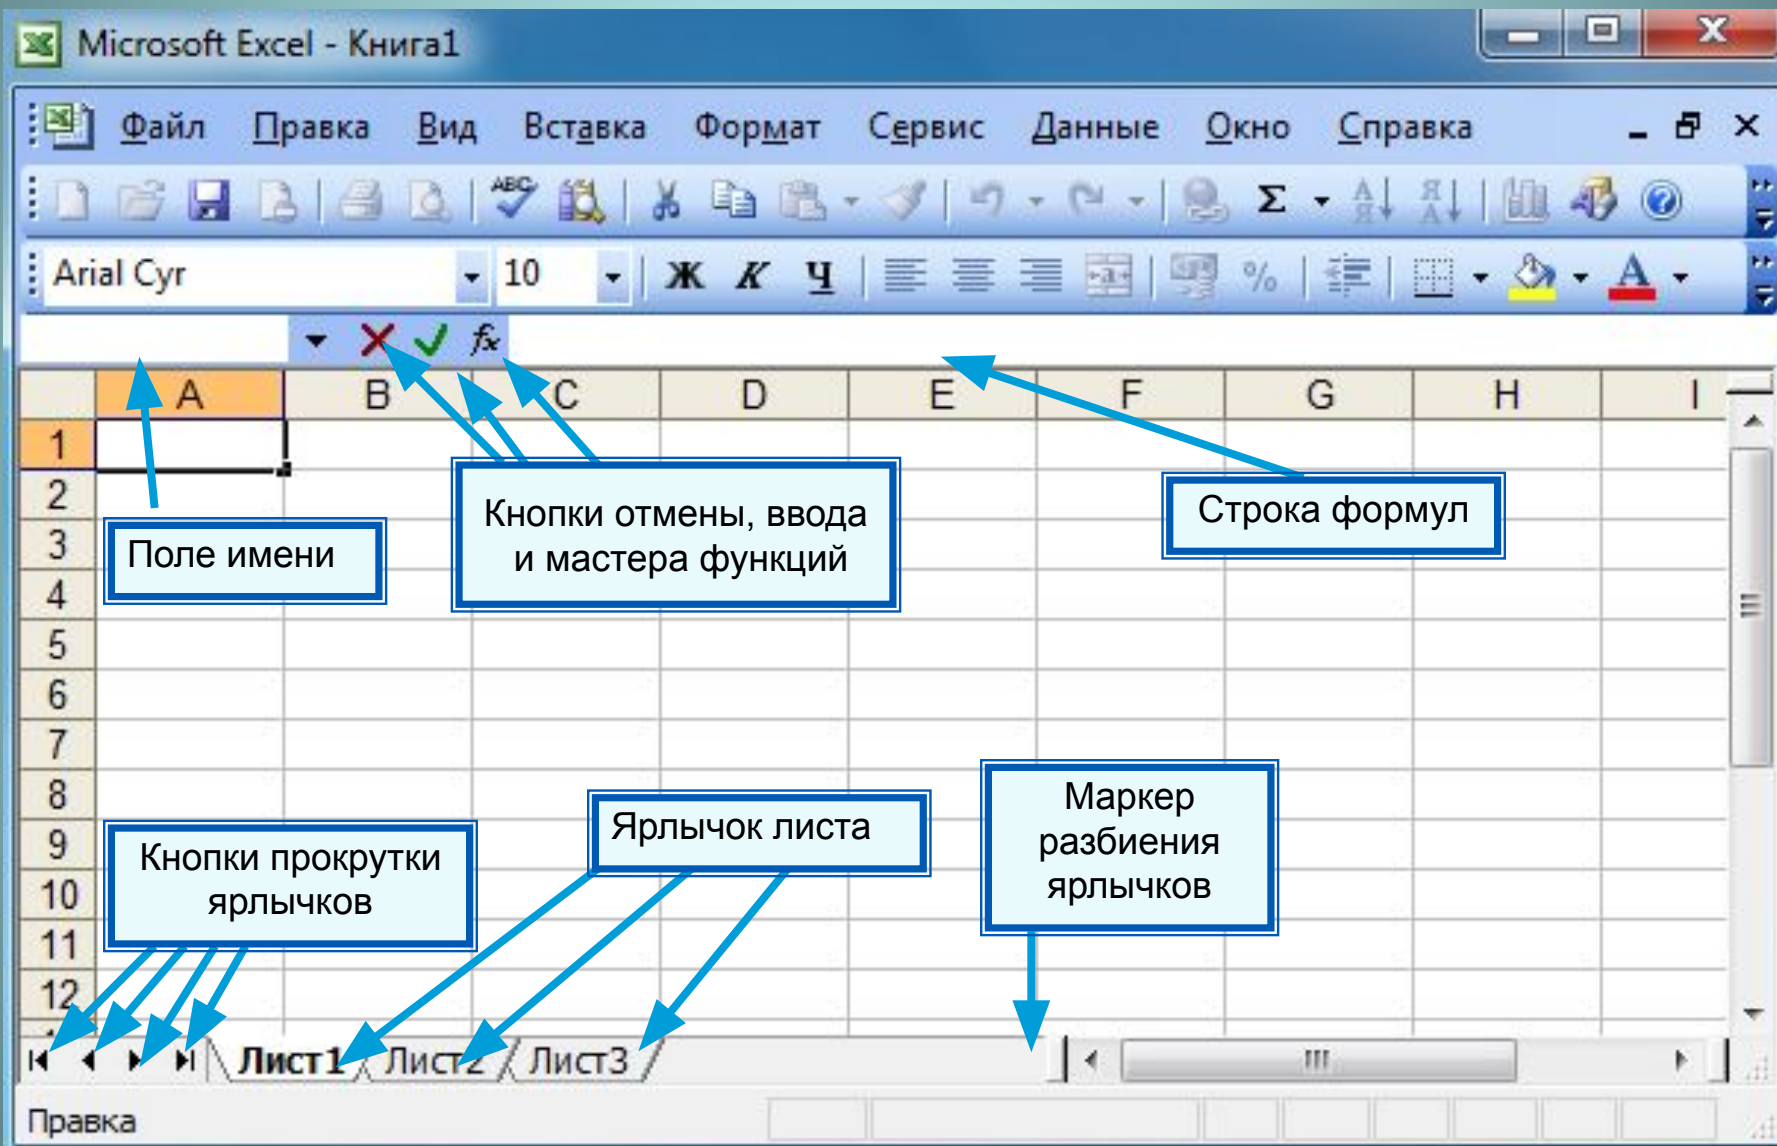 Microsoft Excel - Книга1
Файл Правка Вид Вставка Формат Сервис Данные Окно Справка
ABC Σ А Я Я А
Arial Cyr 10 Ж К Ч a % A
fx
A B C D E F G H I
1
2
3
4
5
6
7
8
9
10
11
12
Поле имени
Кнопки отмены, ввода
и мастера функций
Строка формул
Кнопки прокрутки
ярлычков
Ярлычок листа
Маркер
разбиения
ярлычков
Лист1 Лист2 Лист3
Правка